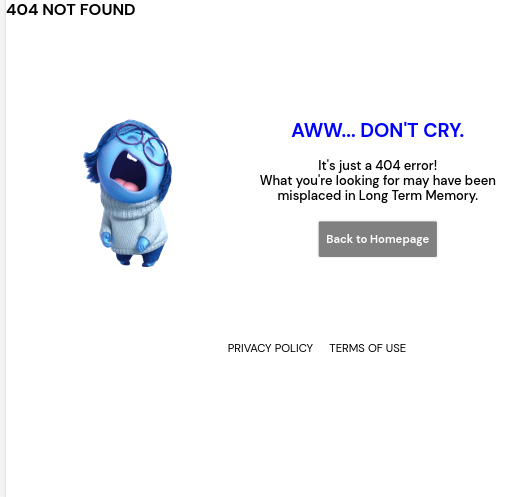 404 NOT FOUND
AWW... DON'T CRY.
It's just a 404 error!
What you're looking for may have been
misplaced in Long Term Memory.
Back to Homepage
PRIVACY POLICY TERMS OF USE